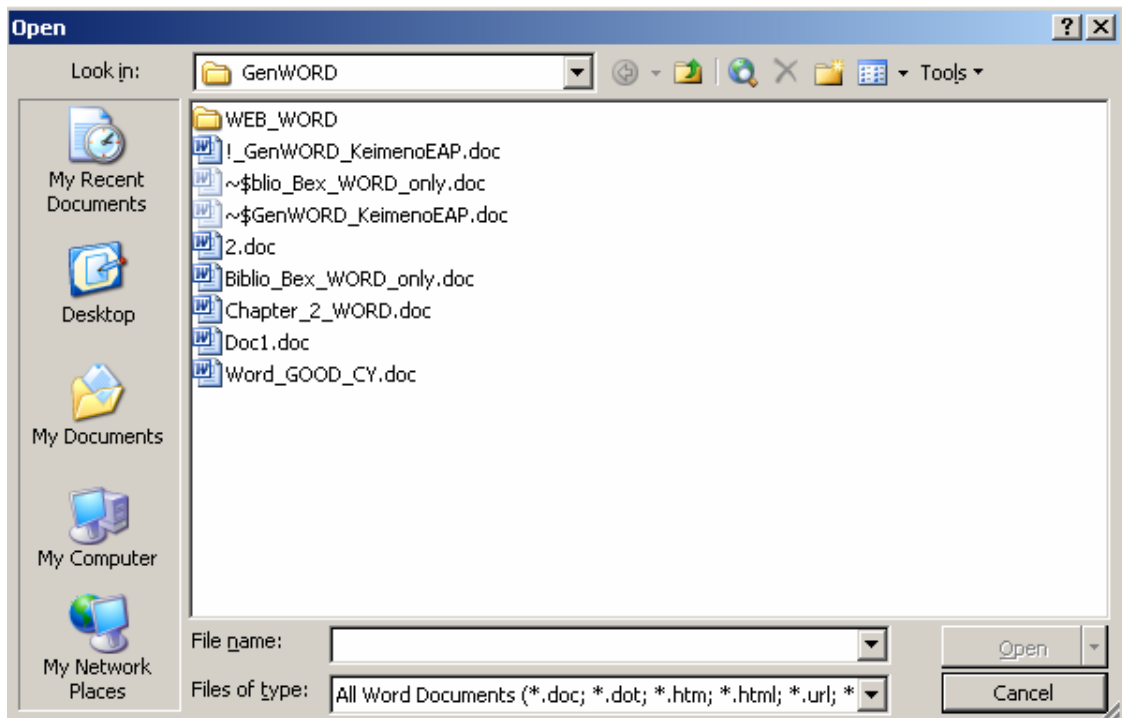 Open
Look in:
GenWORD
Tools
My Recent
Documents
Desktop
My Documents
My Computer
My Network
Places
WEB_WORD
!_GenWORD_KeimenoEAP.doc
~$blio_Bex_WORD_only.doc
~$GenWORD_KeimenoEAP.doc
2.doc
Biblio_Bex_WORD_only.doc
Chapter_2_WORD.doc
Doc1.doc
Word_GOOD_CY.doc
File name:
Open
Files of type:
All Word Documents (*.doc; *.dot; *.htm; *.html; *.url; *
Cancel